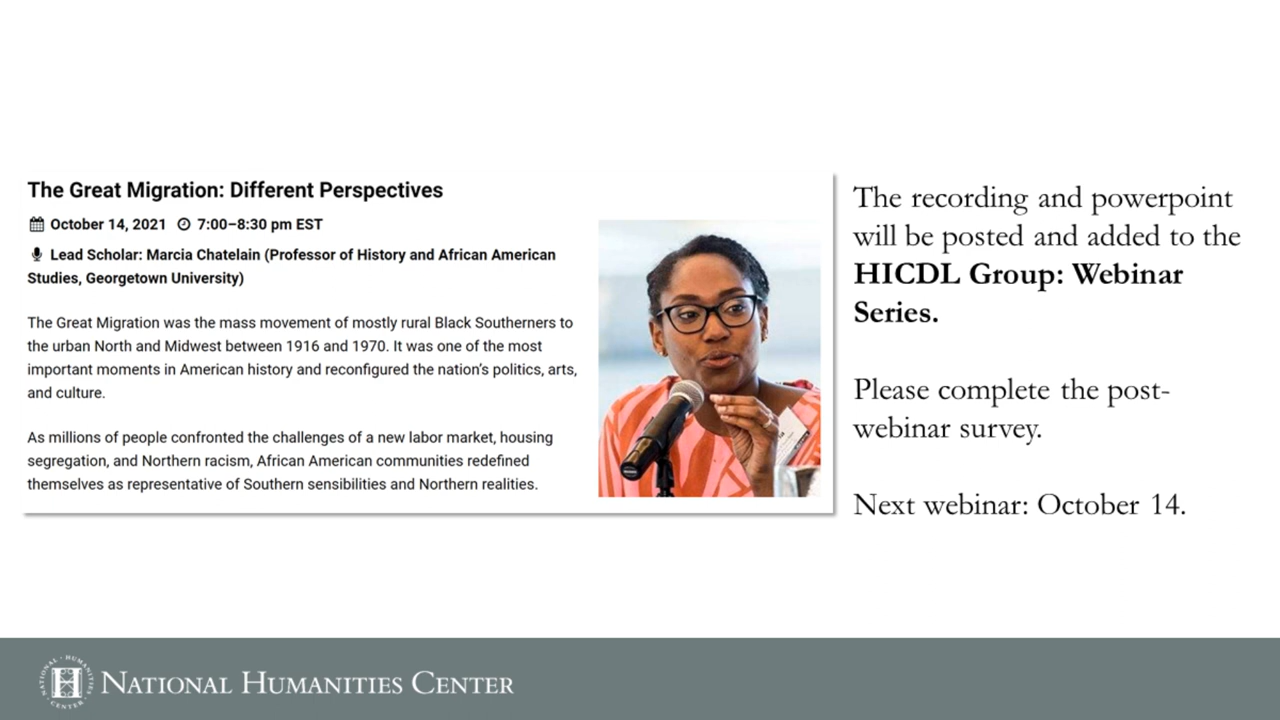 The Great Migration: Different Perspectives
October 14, 2021 7:00–8:30 pm EST
Lead Scholar: Marcia Chatelain (Professor of History and African American
Studies, Georgetown University)
The Great Migration was the mass movement of mostly rural Black Southerners to
the urban North and Midwest between 1916 and 1970. It was one of the most
important moments in American history and reconfigured the nation's politics, arts,
and culture.
As millions of people confronted the challenges of a new labor market, housing
segregation, and Northern racism, African American communities redefined
themselves as representative of Southern sensibilities and Northern realities.
The recording and powerpoint
will be posted and added to the
HICDL Group: Webinar
Series.
Please complete the post-
webinar survey.
Next webinar: October 14.
NATIONAL · HUMANITIES · CENTER
NATIONAL HUMANITIES CENTER